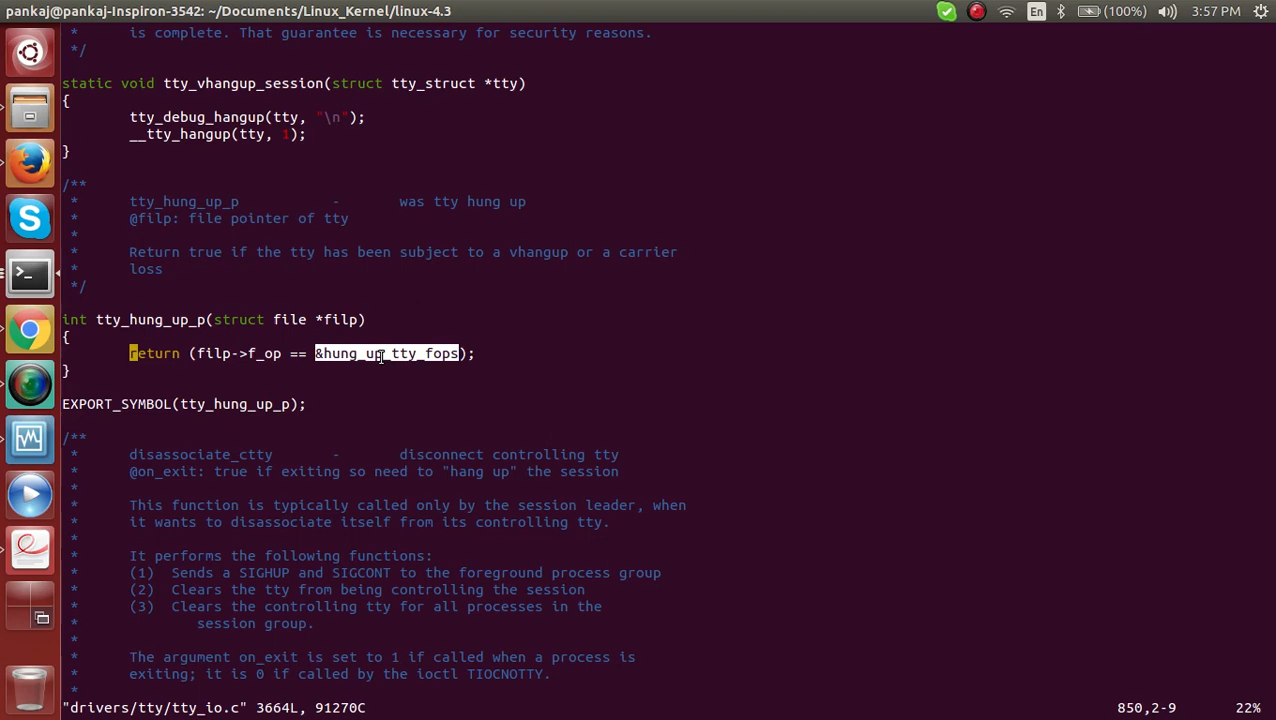 pankaj@pankaj-Inspiron-3542: ~/Documents/Linux_Kernel/linux-4.3 En (100%) 3:57 PM
 *      is complete. That guarantee is necessary for security reasons.
 */
static void tty_vhangup_session(struct tty_struct *tty)
{
        tty_debug_hangup(tty, "\n");
        __tty_hangup(tty, 1);
}
/**
 *      tty_hung_up_p           -       was tty hung up
 *      @filp: file pointer of tty
 *
 *      Return true if the tty has been subject to a vhangup or a carrier
 *      loss
 */
int tty_hung_up_p(struct file *filp)
{
        return (filp->f_op == &hung_up_tty_fops);
}
EXPORT_SYMBOL(tty_hung_up_p);
/**
 *      disassociate_ctty       -       disconnect controlling tty
 *      @on_exit: true if exiting so need to "hang up" the session
 *
 *      This function is typically called only by the session leader, when
 *      it wants to disassociate itself from its controlling tty.
 *
 *      It performs the following functions:
 *      (1)  Sends a SIGHUP and SIGCONT to the foreground process group
 *      (2)  Clears the tty from being controlling the session
 *      (3)  Clears the controlling tty for all processes in the
 *              session group.
 *
 *      The argument on_exit is set to 1 if called when a process is
 *      exiting; it is 0 if called by the ioctl TIOCNOTTY.
 *
"drivers/tty/tty_io.c" 3664L, 91270C 850,2-9 22%